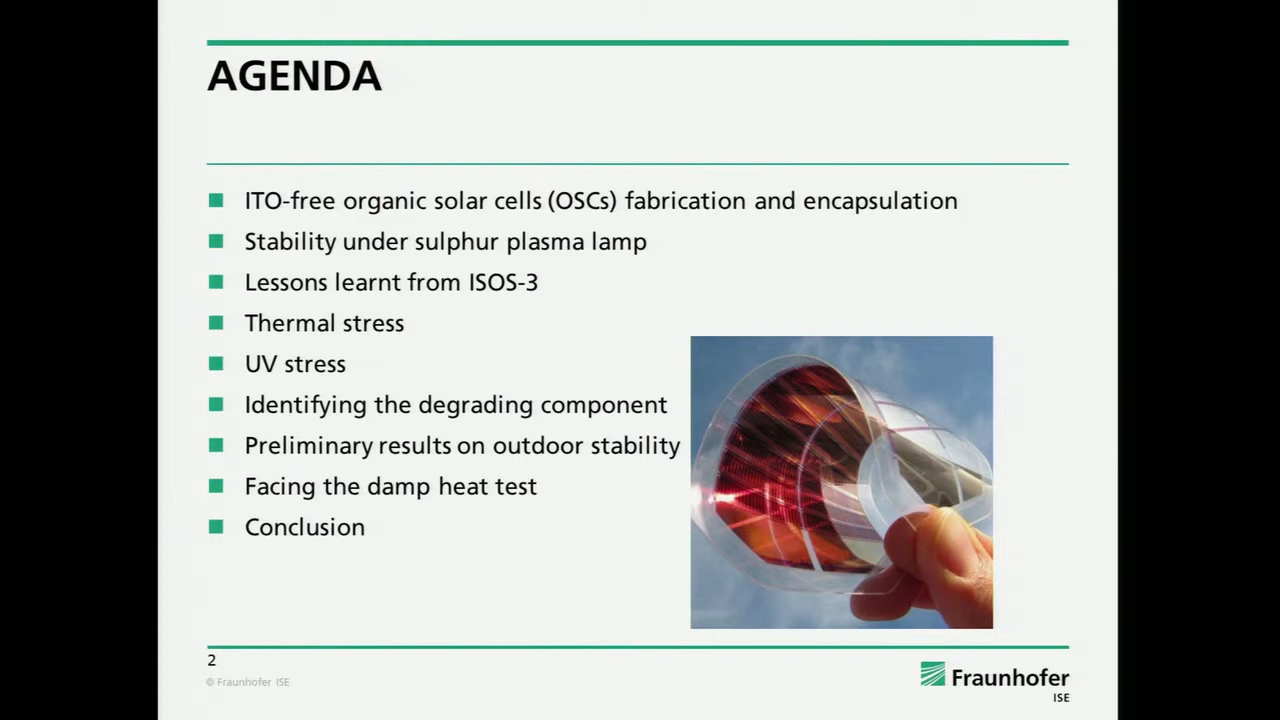 AGENDA
ITO-free organic solar cells (OSCs) fabrication and encapsulation
Stability under sulphur plasma lamp
Lessons learnt from ISOS-3
Thermal stress
UV stress
Identifying the degrading component
Preliminary results on outdoor stability
Facing the damp heat test
Conclusion
2
© Fraunhofer ISE
Fraunhofer
ISE